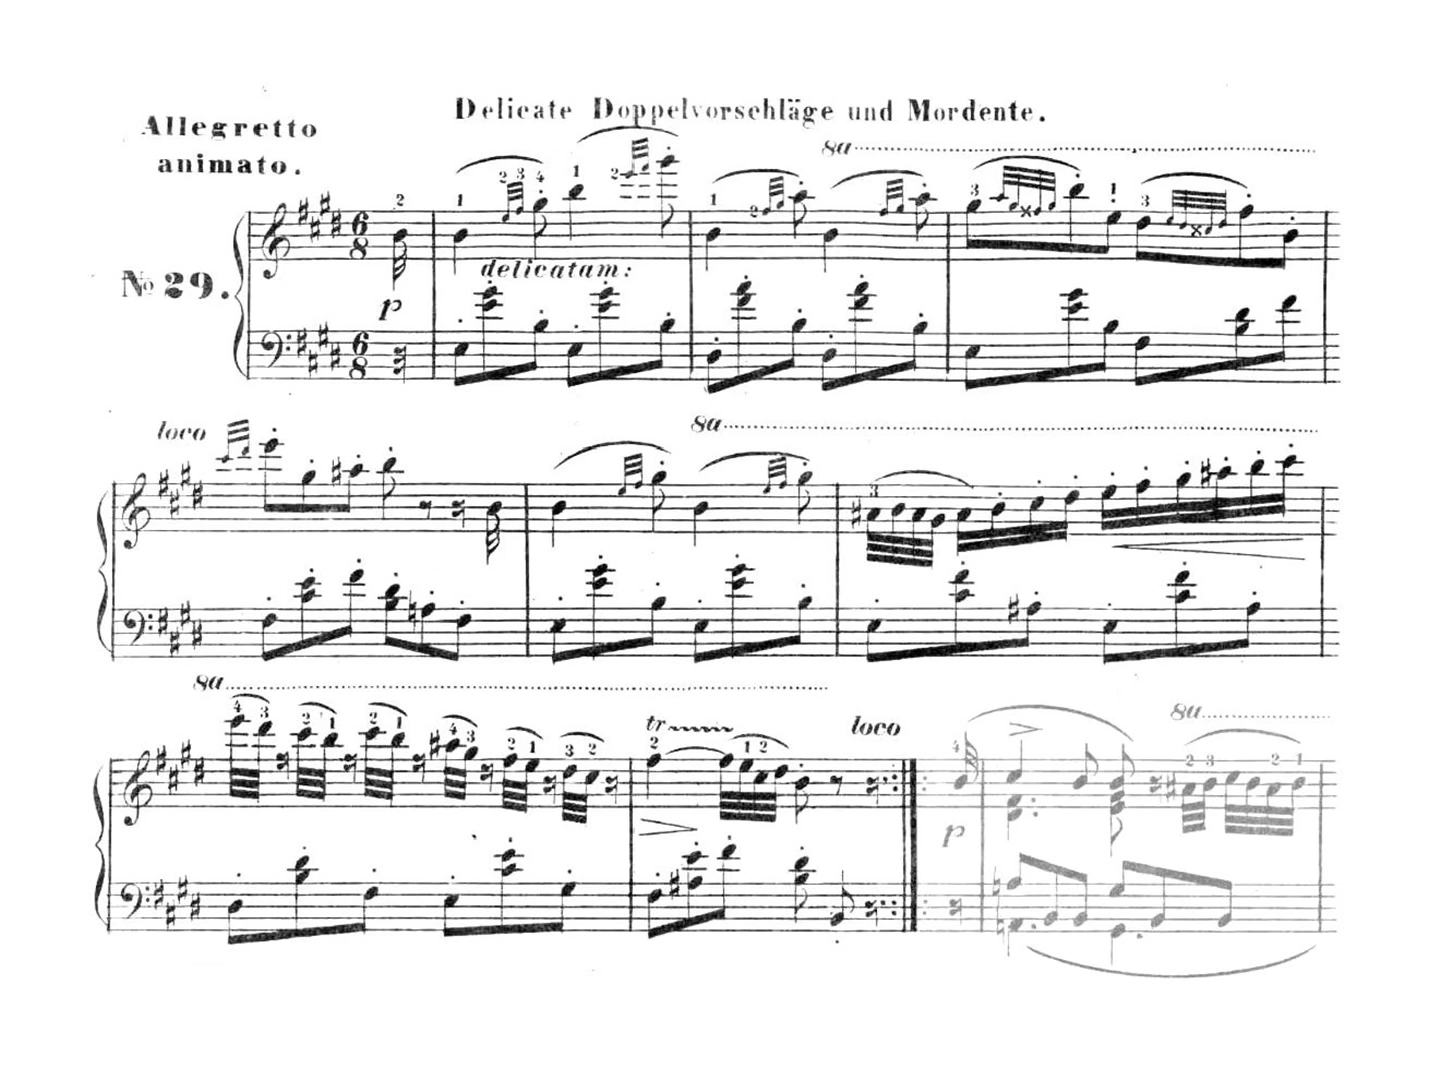 Delicate Doppelvorschläge und Mordente.
Allegretto
animato.
8a
No 29.
delicatam:
p
loco
8a
8a
tr
loco
8a
p